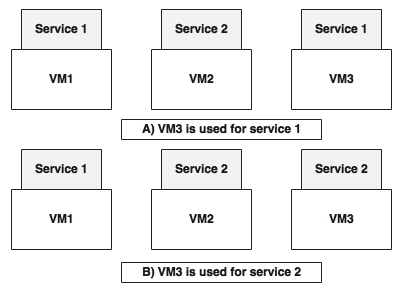 Service 1
Service 2
Service 1
VM1
VM2
VM3
A) VM3 is used for service 1
Service 1
Service 2
Service 2
VM1
VM2
VM3
B) VM3 is used for service 2